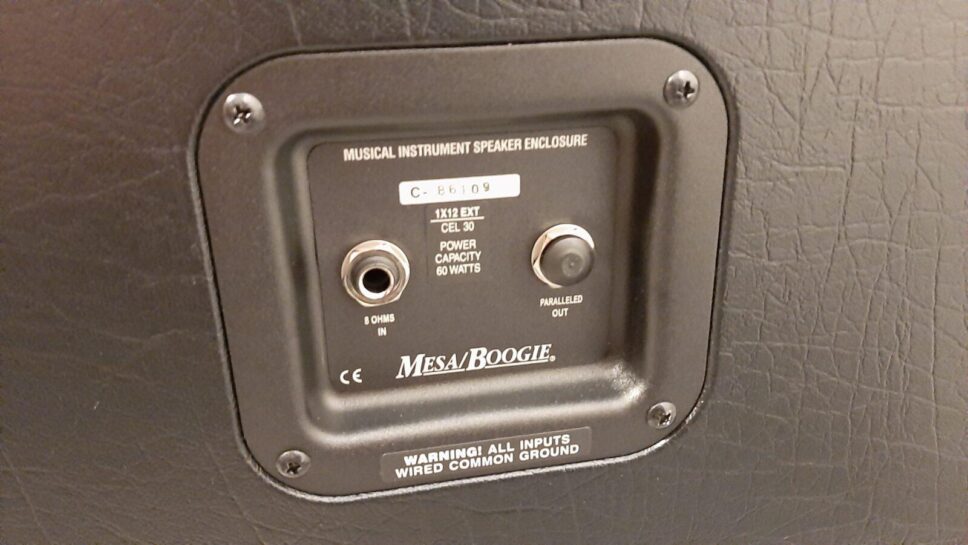 MUSICAL INSTRUMENT SPEAKER ENCLOSURE
C- 86109
1X12 EXT
CEL 30
POWER
CAPACITY
60 WATTS
8 OHMS
IN
PARALLELED
OUT
CE
MESA/BOOGIE®
WARNING! ALL INPUTS
WIRED COMMON GROUND